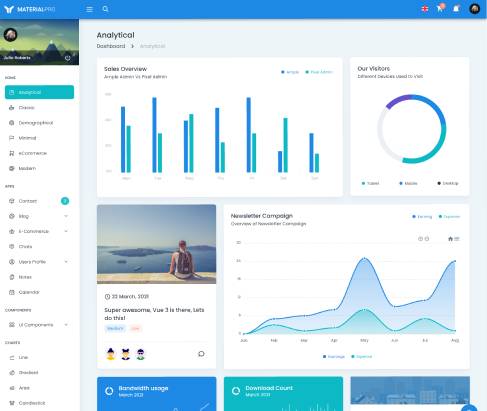 MATERIALPRO
Julia Roberts
HOME
Analytical
Classic
Demographical
Minimal
eCommerce
Modern
APPS
Contact
Blog
E-Commerce
Chats
Users Profile
Notes
Calendar
COMPONENTS
UI Components
CHARTS
Line
Gradient
Area
Candlestick
Analytical
Dashboard > Analytical
Sales Overview
Ample Admin Vs Pixel Admin
Ample Pixel Admin
Mon Tue Wed Thu Fri Sat Sun
Our Visitors
Different Devices Used to Visit
Tablet Mobile Desktop
22 March, 2021
Super awesome, Vue 3 is there, Lets
do this!
Medium Low
Newsletter Campaign
Overview of Newsletter Campaign
Earning Expense
0
Jan Feb Mar Apr May Jun Jul Aug
Earnings Expense
Bandwidth usage
March 2021
Download Count
March 2021